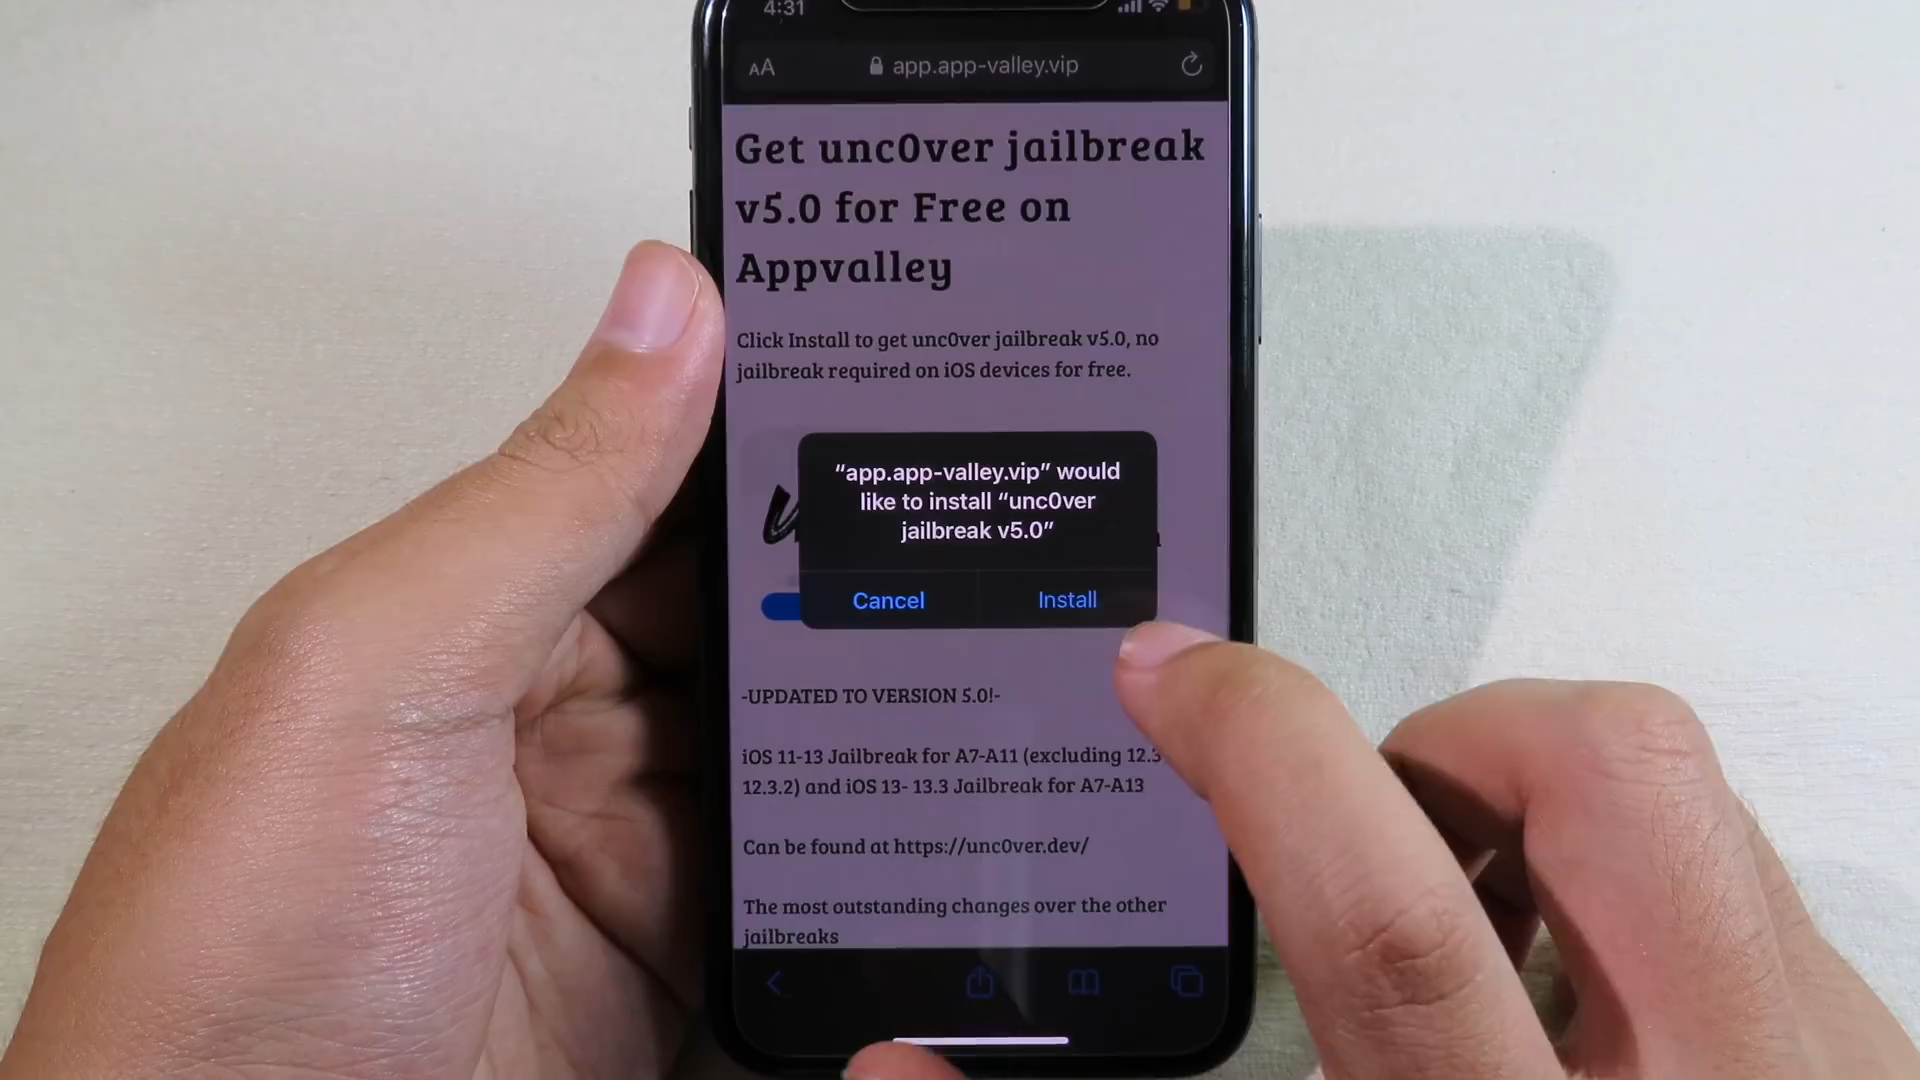 4:31
AA app.app-valley.vip
Get unc0ver jailbreak
v5.0 for Free on
Appvalley
Click Install to get unc0ver jailbreak v5.0, no
jailbreak required on iOS devices for free.
“app.app-valley.vip” would
like to install “unc0ver
jailbreak v5.0”
Cancel Install
-UPDATED TO VERSION 5.0!-
iOS 11-13 Jailbreak for A7-A11 (excluding 12.3
12.3.2) and iOS 13- 13.3 Jailbreak for A7-A13
Can be found at https://unc0ver.dev/
The most outstanding changes over the other
jailbreaks